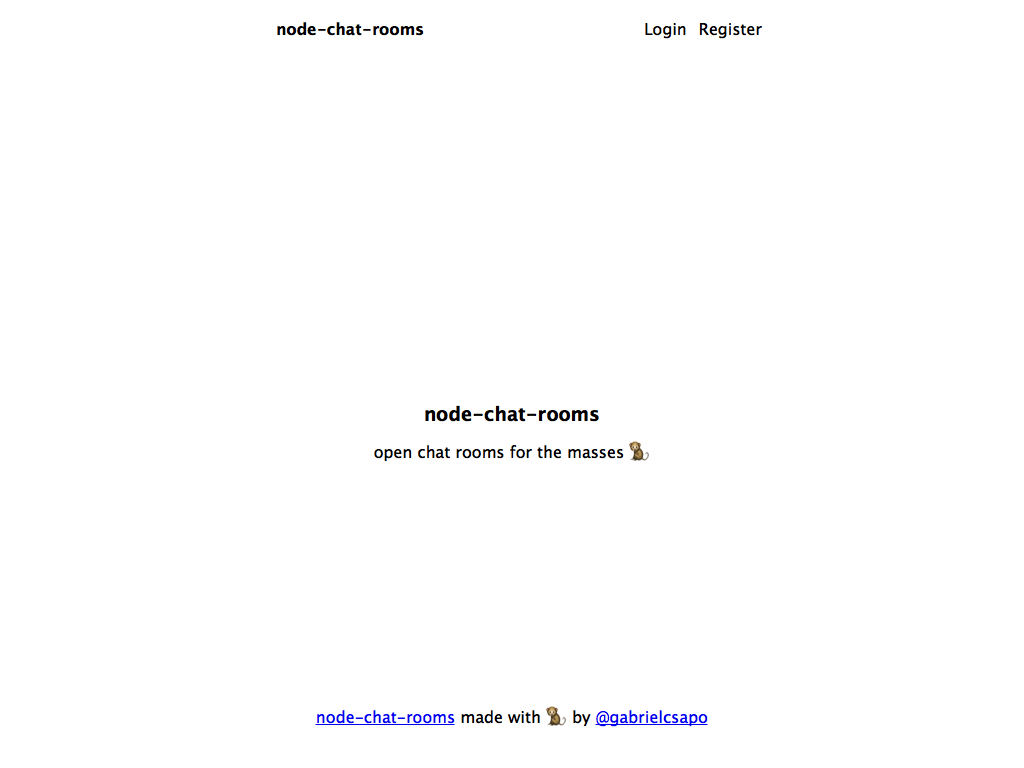 node-chat-rooms Login Register
node-chat-rooms
open chat rooms for the masses 🐒
node-chat-rooms made with 🐒 by @gabrielcsapo